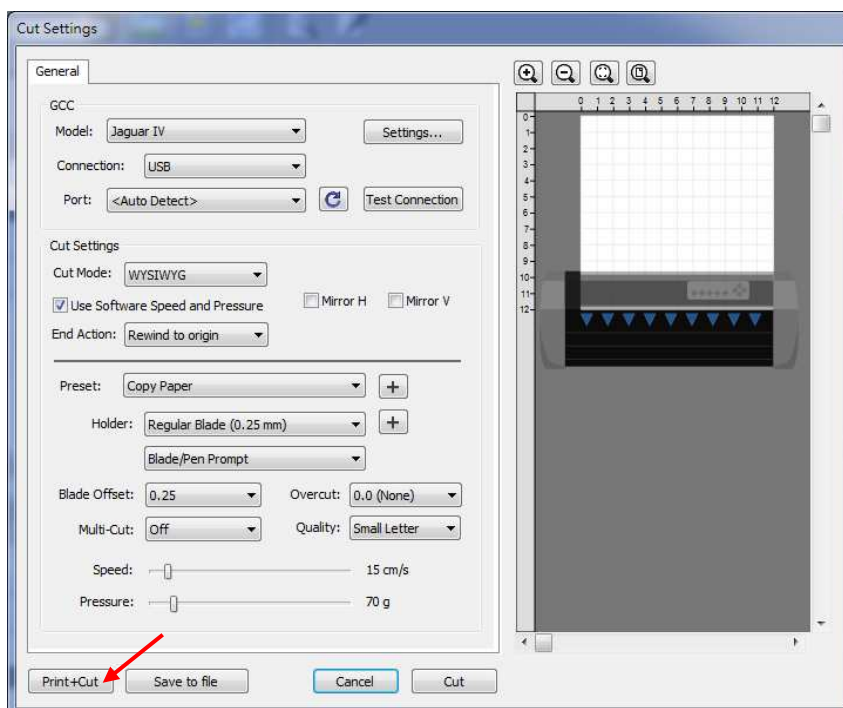 Cut Settings
General
GCC
Model: Jaguar IV Settings...
Connection: USB
Port: <Auto Detect> Test Connection
Cut Settings
Cut Mode: WYSIWYG
Use Software Speed and Pressure Mirror H Mirror V
End Action: Rewind to origin
Preset: Copy Paper +
Holder: Regular Blade (0.25 mm) +
Blade/Pen Prompt
Blade Offset: 0.25 Overcut: 0.0 (None)
Multi-Cut: Off Quality: Small Letter
Speed: 15 cm/s
Pressure: 70 g
Print+Cut Save to file Cancel Cut
0 1 2 3 4 5 6 7 8 9 10 11 12
0
1
2
3
4
5
6
7
8
9
10
11
12